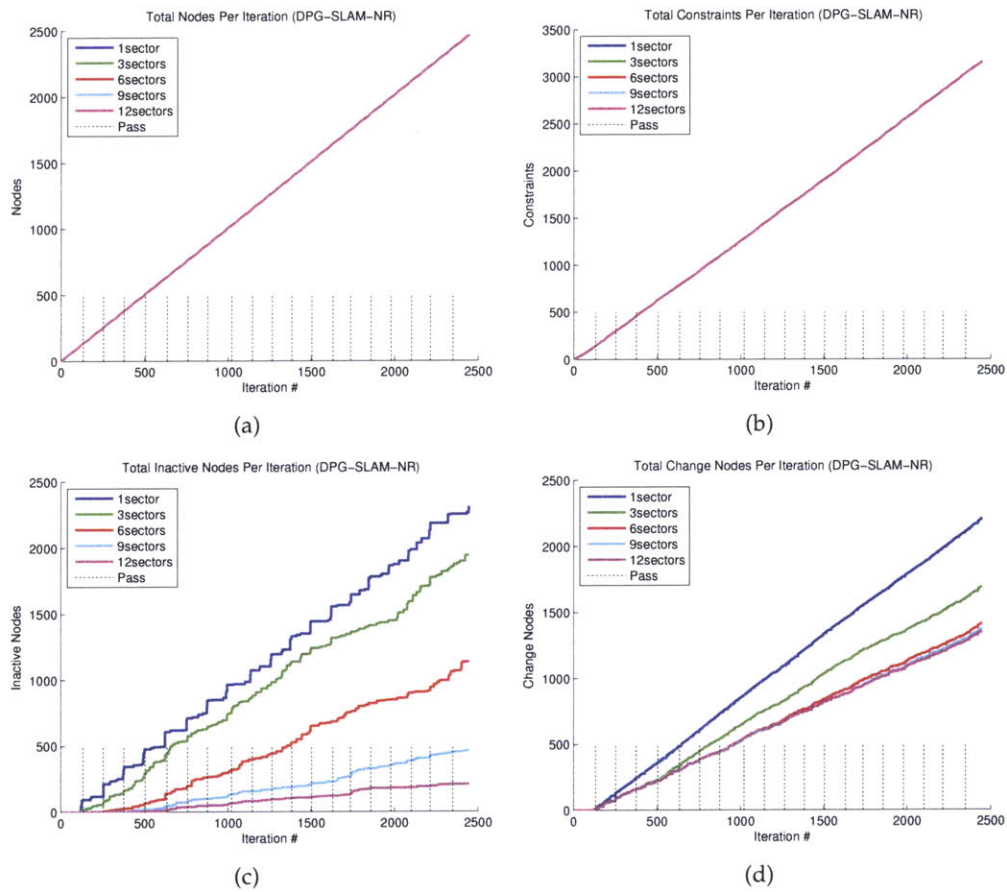 Total Nodes Per Iteration (DPG-SLAM-NR)
2500
2000
1500
1000
500
0
Nodes
1sector
3sectors
6sectors
9sectors
12sectors
Pass
0 500 1000 1500 2000 2500
Iteration #
(a)
Total Constraints Per Iteration (DPG-SLAM-NR)
3500
3000
2500
2000
1500
1000
500
0
Constraints
1sector
3sectors
6sectors
9sectors
12sectors
Pass
0 500 1000 1500 2000 2500
Iteration #
(b)
Total Inactive Nodes Per Iteration (DPG-SLAM-NR)
2500
2000
1500
1000
500
0
Inactive Nodes
1sector
3sectors
6sectors
9sectors
12sectors
Pass
0 500 1000 1500 2000 2500
Iteration #
(c)
Total Change Nodes Per Iteration (DPG-SLAM-NR)
2500
2000
1500
1000
500
0
Change Nodes
1sector
3sectors
6sectors
9sectors
12sectors
Pass
0 500 1000 1500 2000 2500
Iteration #
(d)